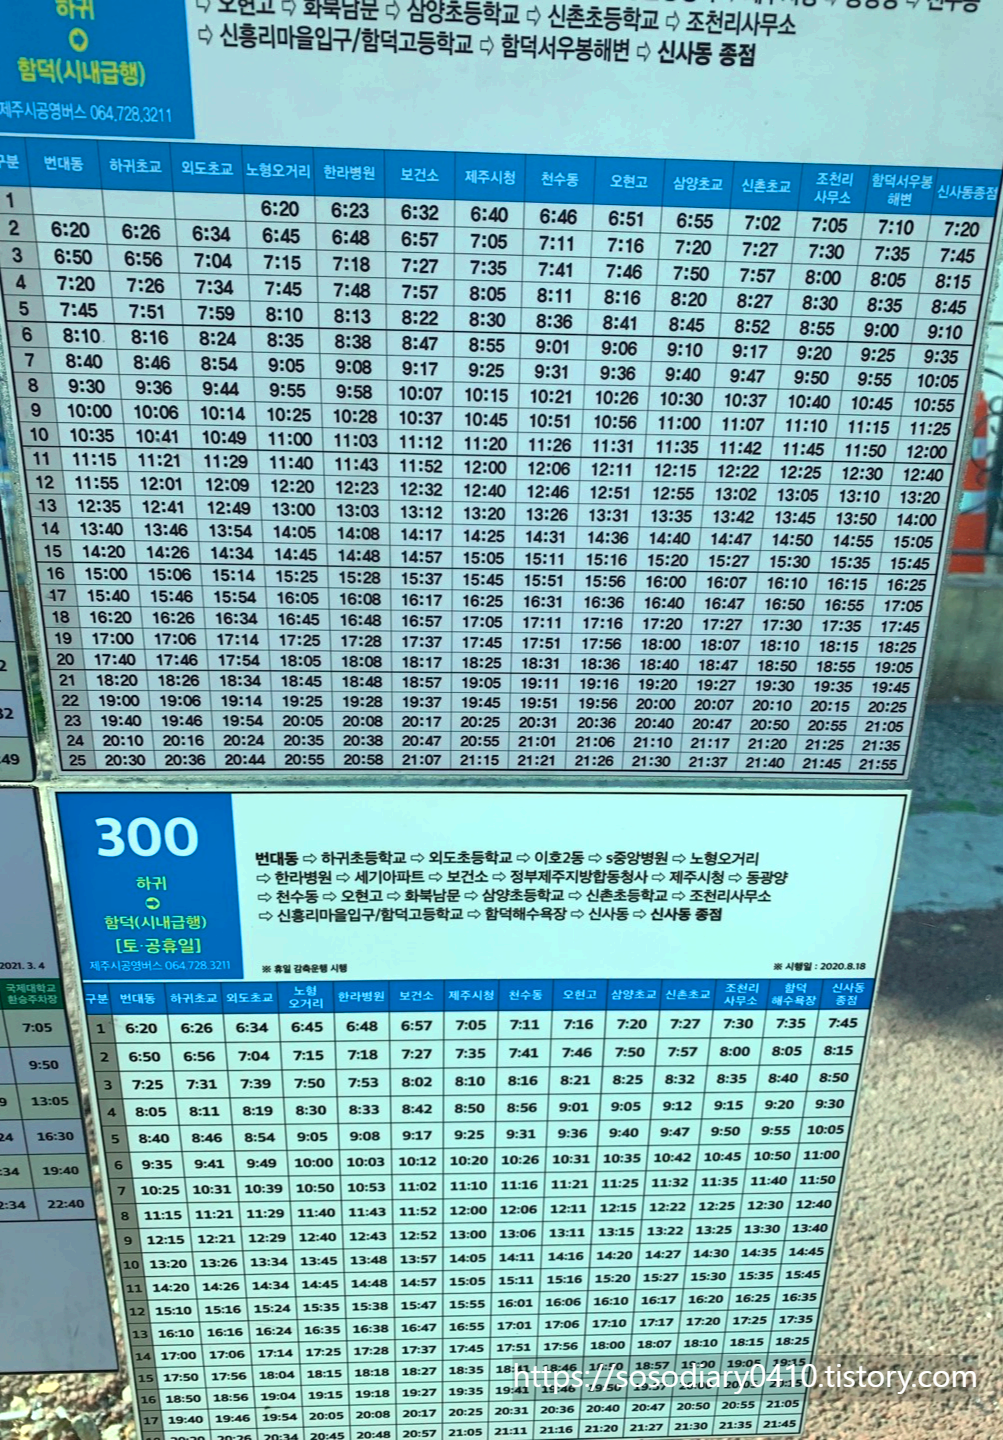 하귀
함덕(시내급행)
제주시공영버스 064.728.3211
⇨ 오현고 ⇨ 화북남문 ⇨ 삼양초등학교 ⇨ 신촌초등학교 ⇨ 조천리사무소
⇨ 신흥리마을입구/함덕고등학교 ⇨ 함덕서우봉해변 ⇨ 신사동 종점
구분 번대동 하귀초교 외도초교 노형오거리 한라병원 보건소 제주시청 천수동 오현고 삼양초교 신촌초교 조천리사무소 함덕서우봉해변 신사동종점
1 6:20 6:23 6:32 6:40 6:46 6:51 6:55 7:02 7:05 7:10 7:20
2 6:20 6:26 6:34 6:45 6:48 6:57 7:05 7:11 7:16 7:20 7:27 7:30 7:35 7:45
3 6:50 6:56 7:04 7:15 7:18 7:27 7:35 7:41 7:46 7:50 7:57 8:00 8:05 8:15
4 7:20 7:26 7:34 7:45 7:48 7:57 8:05 8:11 8:16 8:20 8:27 8:30 8:35 8:45
5 7:45 7:51 7:59 8:10 8:13 8:22 8:30 8:36 8:41 8:45 8:52 8:55 9:00 9:10
6 8:10 8:16 8:24 8:35 8:38 8:47 8:55 9:01 9:06 9:10 9:17 9:20 9:25 9:35
7 8:40 8:46 8:54 9:05 9:08 9:17 9:25 9:31 9:36 9:40 9:47 9:50 9:55 10:05
8 9:30 9:36 9:44 9:55 9:58 10:07 10:15 10:21 10:26 10:30 10:37 10:40 10:45 10:55
9 10:00 10:06 10:14 10:25 10:28 10:37 10:45 10:51 10:56 11:00 11:07 11:10 11:15 11:25
10 10:35 10:41 10:49 11:00 11:03 11:12 11:20 11:26 11:31 11:35 11:42 11:45 11:50 12:00
11 11:15 11:21 11:29 11:40 11:43 11:52 12:00 12:06 12:11 12:15 12:22 12:25 12:30 12:40
12 11:55 12:01 12:09 12:20 12:23 12:32 12:40 12:46 12:51 12:55 13:02 13:05 13:10 13:20
13 12:35 12:41 12:49 13:00 13:03 13:12 13:20 13:26 13:31 13:35 13:42 13:45 13:50 14:00
14 13:40 13:46 13:54 14:05 14:08 14:17 14:25 14:31 14:36 14:40 14:47 14:50 14:55 15:05
15 14:20 14:26 14:34 14:45 14:48 14:57 15:05 15:11 15:16 15:20 15:27 15:30 15:35 15:45
16 15:00 15:06 15:14 15:25 15:28 15:37 15:45 15:51 15:56 16:00 16:07 16:10 16:15 16:25
17 15:40 15:46 15:54 16:05 16:08 16:17 16:25 16:31 16:36 16:40 16:47 16:50 16:55 17:05
18 16:20 16:26 16:34 16:45 16:48 16:57 17:05 17:11 17:16 17:20 17:27 17:30 17:35 17:45
19 17:00 17:06 17:14 17:25 17:28 17:37 17:45 17:51 17:56 18:00 18:07 18:10 18:15 18:25
20 17:40 17:46 17:54 18:05 18:08 18:17 18:25 18:31 18:36 18:40 18:47 18:50 18:55 19:05
21 18:20 18:26 18:34 18:45 18:48 18:57 19:05 19:11 19:16 19:20 19:27 19:30 19:35 19:45
22 19:00 19:06 19:14 19:25 19:28 19:37 19:45 19:51 19:56 20:00 20:07 20:10 20:15 20:25
23 19:40 19:46 19:54 20:05 20:08 20:17 20:25 20:31 20:36 20:40 20:47 20:50 20:55 21:05
24 20:10 20:16 20:24 20:35 20:38 20:47 20:55 21:01 21:06 21:10 21:17 21:20 21:25 21:35
25 20:30 20:36 20:44 20:55 20:58 21:07 21:15 21:21 21:26 21:30 21:37 21:40 21:45 21:55
300
하귀
함덕(시내급행)
[토·공휴일]
제주시공영버스 064.728.3211
번대동 ⇨ 하귀초등학교 ⇨ 외도초등학교 ⇨ 이호2동 ⇨ s중앙병원 ⇨ 노형오거리
⇨ 한라병원 ⇨ 세기아파트 ⇨ 보건소 ⇨ 정부제주지방합동청사 ⇨ 제주시청 ⇨ 동광양
⇨ 천수동 ⇨ 오현고 ⇨ 화북남문 ⇨ 삼양초등학교 ⇨ 신촌초등학교 ⇨ 조천리사무소
⇨ 신흥리마을입구/함덕고등학교 ⇨ 함덕해수욕장 ⇨ 신사동 ⇨ 신사동 종점
※ 휴일 감축운행 시행
※ 시행일 : 2020.8.18
구분 번대동 하귀초교 외도초교 노형오거리 한라병원 보건소 제주시청 천수동 오현고 삼양초교 신촌초교 조천리사무소 함덕해수욕장 신사동종점
1 6:20 6:26 6:34 6:45 6:48 6:57 7:05 7:11 7:16 7:20 7:27 7:30 7:35 7:45
2 6:50 6:56 7:04 7:15 7:18 7:27 7:35 7:41 7:46 7:50 7:57 8:00 8:05 8:15
3 7:25 7:31 7:39 7:50 7:53 8:02 8:10 8:16 8:21 8:25 8:32 8:35 8:40 8:50
4 8:05 8:11 8:19 8:30 8:33 8:42 8:50 8:56 9:01 9:05 9:12 9:15 9:20 9:30
5 8:40 8:46 8:54 9:05 9:08 9:17 9:25 9:31 9:36 9:40 9:47 9:50 9:55 10:05
6 9:35 9:41 9:49 10:00 10:03 10:12 10:20 10:26 10:31 10:35 10:42 10:45 10:50 11:00
7 10:25 10:31 10:39 10:50 10:53 11:02 11:10 11:16 11:21 11:25 11:32 11:35 11:40 11:50
8 11:15 11:21 11:29 11:40 11:43 11:52 12:00 12:06 12:11 12:15 12:22 12:25 12:30 12:40
9 12:15 12:21 12:29 12:40 12:43 12:52 13:00 13:06 13:11 13:15 13:22 13:25 13:30 13:40
10 13:20 13:26 13:34 13:45 13:48 13:57 14:05 14:11 14:16 14:20 14:27 14:30 14:35 14:45
11 14:20 14:26 14:34 14:45 14:48 14:57 15:05 15:11 15:16 15:20 15:27 15:30 15:35 15:45
12 15:10 15:16 15:24 15:35 15:38 15:47 15:55 16:01 16:06 16:10 16:17 16:20 16:25 16:35
13 16:10 16:16 16:24 16:35 16:38 16:47 16:55 17:01 17:06 17:10 17:17 17:20 17:25 17:35
14 17:00 17:06 17:14 17:25 17:28 17:37 17:45 17:51 17:56 18:00 18:07 18:10 18:15 18:25
15 17:50 17:56 18:04 18:15 18:18 18:27 18:35 18:41 18:46 18:50 18:57 19:00 19:05 19:15
16 18:50 18:56 19:04 19:15 19:18 19:27 19:35 19:41 19:46
17 19:40 19:46 19:54 20:05 20:08 20:17 20:25 20:31 20:36 20:40 20:47 20:50 20:55 21:05
20:20 20:26 20:34 20:45 20:48 20:57 21:05 21:11 21:16 21:20 21:27 21:30 21:35 21:45
2021. 3. 4
국제대학교
환승주차장
7:05
9:50
13:05
16:30
19:40
22:40
https://sosodiary0410.tistory.com